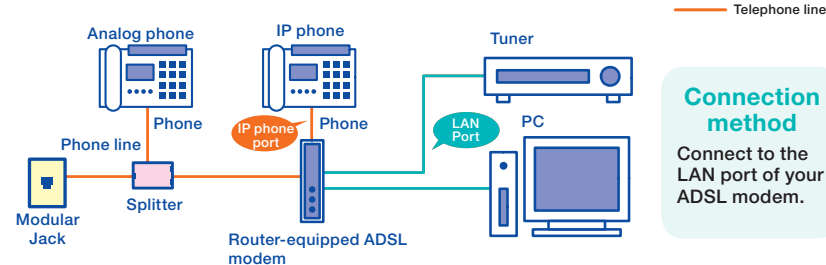 Telephone line
Analog phone
IP phone
Tuner
Phone
IP phone
port
Phone
LAN
Port
PC
Phone line
Splitter
Modular
Jack
Router-equipped ADSL
modem
Connection
method
Connect to the
LAN port of your
ADSL modem.